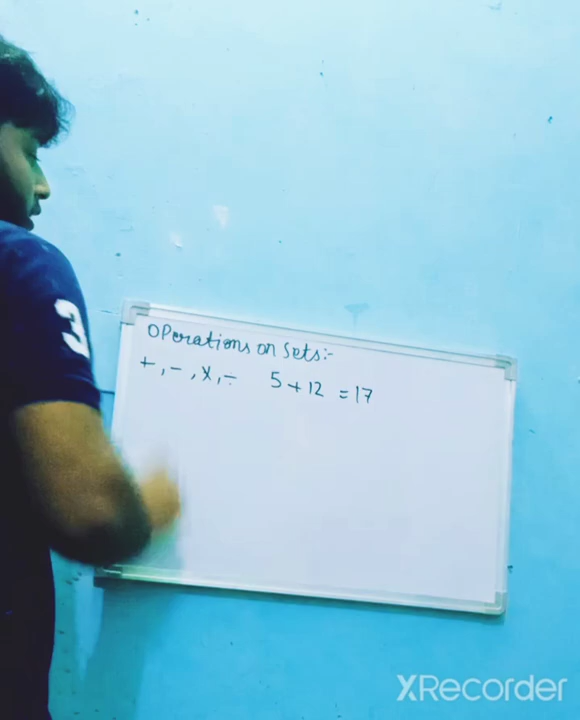 3
Operations on Sets:-
+, -, x, ÷ 5 + 12 = 17
XRecorder